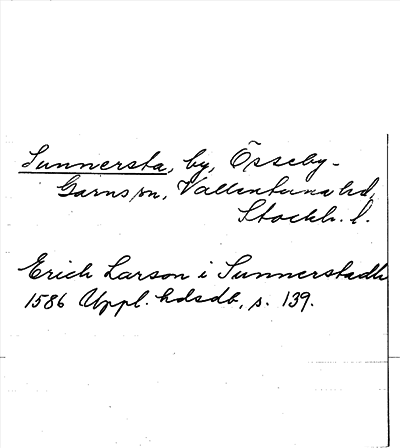 Sunnersta, by, Össeby-
Garns sn, Vallentuna hd,
Stockh. l.
Erich Larson i Sunnerstadh
1586 Uppl. hdsdb, s. 139.